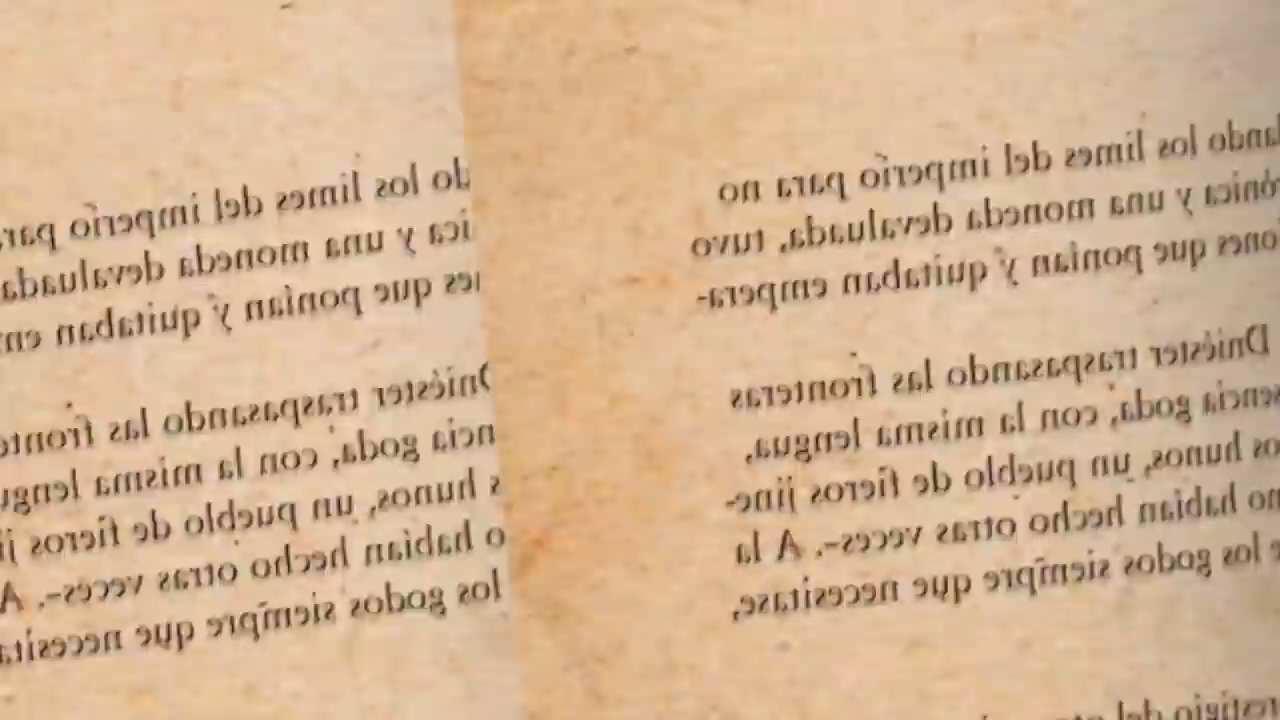 los limes del imperio para no
y una moneda devaluada, tuvo
que ponían y quitaban empera-
Dniéster traspasando las fronteras
goda, con la misma lengua,
hunos, un pueblo de fieros jine-
habían hecho otras veces–. A la
los godos siempre que necesitase,
del
los limes del imperio
y una moneda devaluada
que ponían y quitaban
Dniéster traspasando las
goda, con la misma
hunos, un pueblo de fieros
habían hecho otras veces–. A
los godos siempre que